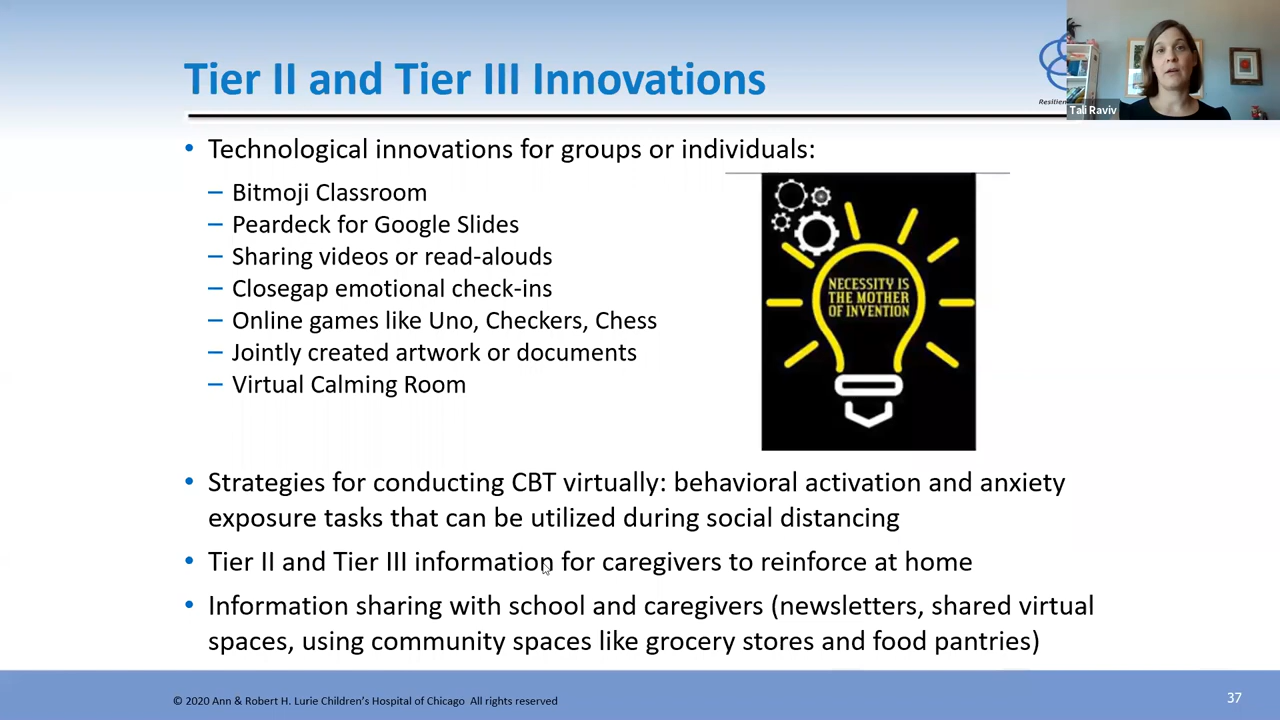 Tier II and Tier III Innovations
Resilien
Tali Raviv
• Technological innovations for groups or individuals:
– Bitmoji Classroom
– Peardeck for Google Slides
– Sharing videos or read-alouds
– Closegap emotional check-ins
– Online games like Uno, Checkers, Chess
– Jointly created artwork or documents
– Virtual Calming Room
NECESSITY IS
THE MOTHER
OF INVENTION
• Strategies for conducting CBT virtually: behavioral activation and anxiety
exposure tasks that can be utilized during social distancing
• Tier II and Tier III information for caregivers to reinforce at home
• Information sharing with school and caregivers (newsletters, shared virtual
spaces, using community spaces like grocery stores and food pantries)
© 2020 Ann & Robert H. Lurie Children's Hospital of Chicago All rights reserved
37